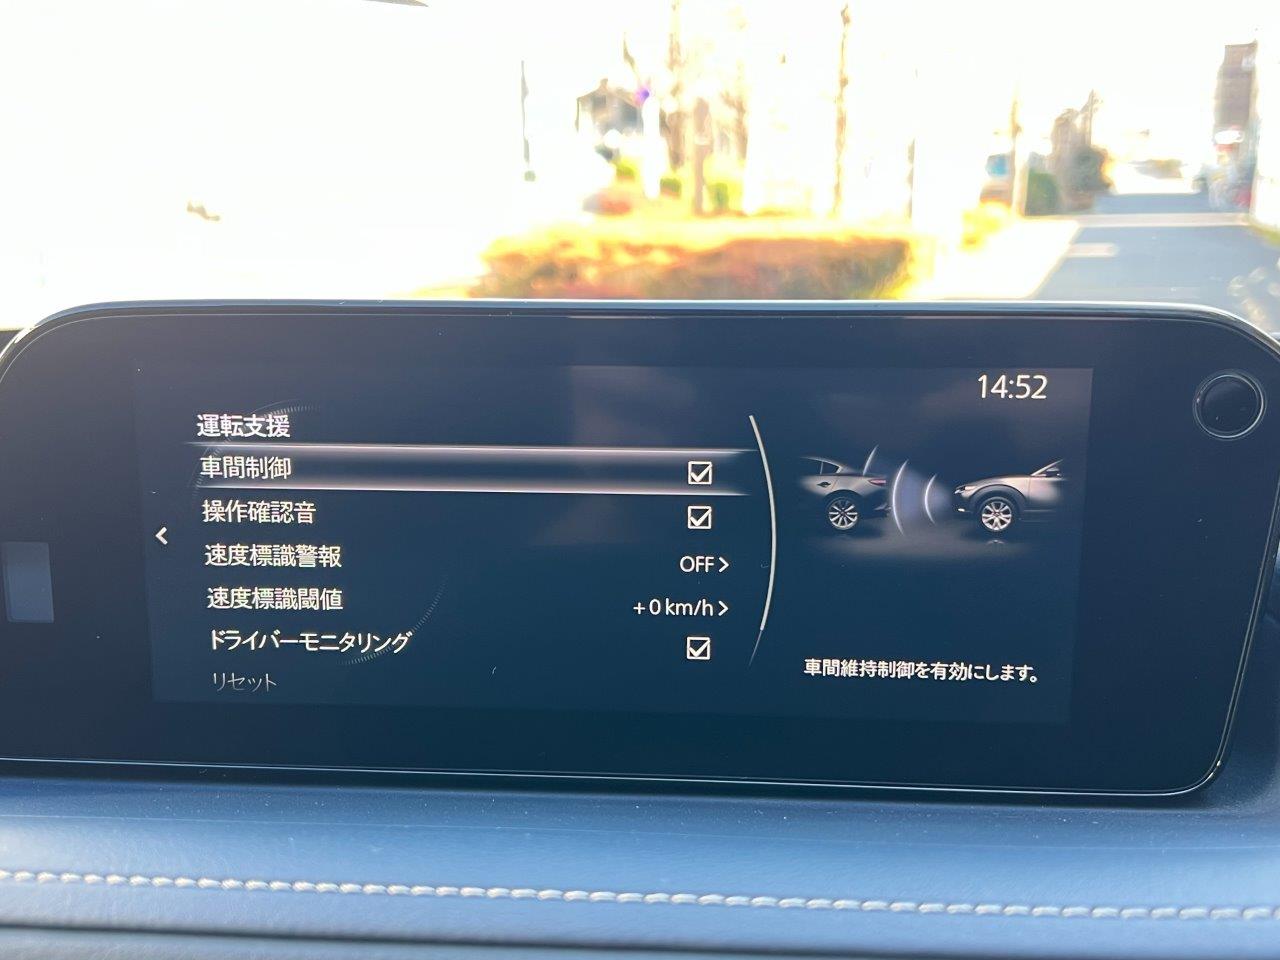 14:52
運転支援
車間制御
操作確認音
速度標識警報 OFF
速度標識閾値 +0 km/h
ドライバーモニタリング
リセット
車間維持制御を有効にします。